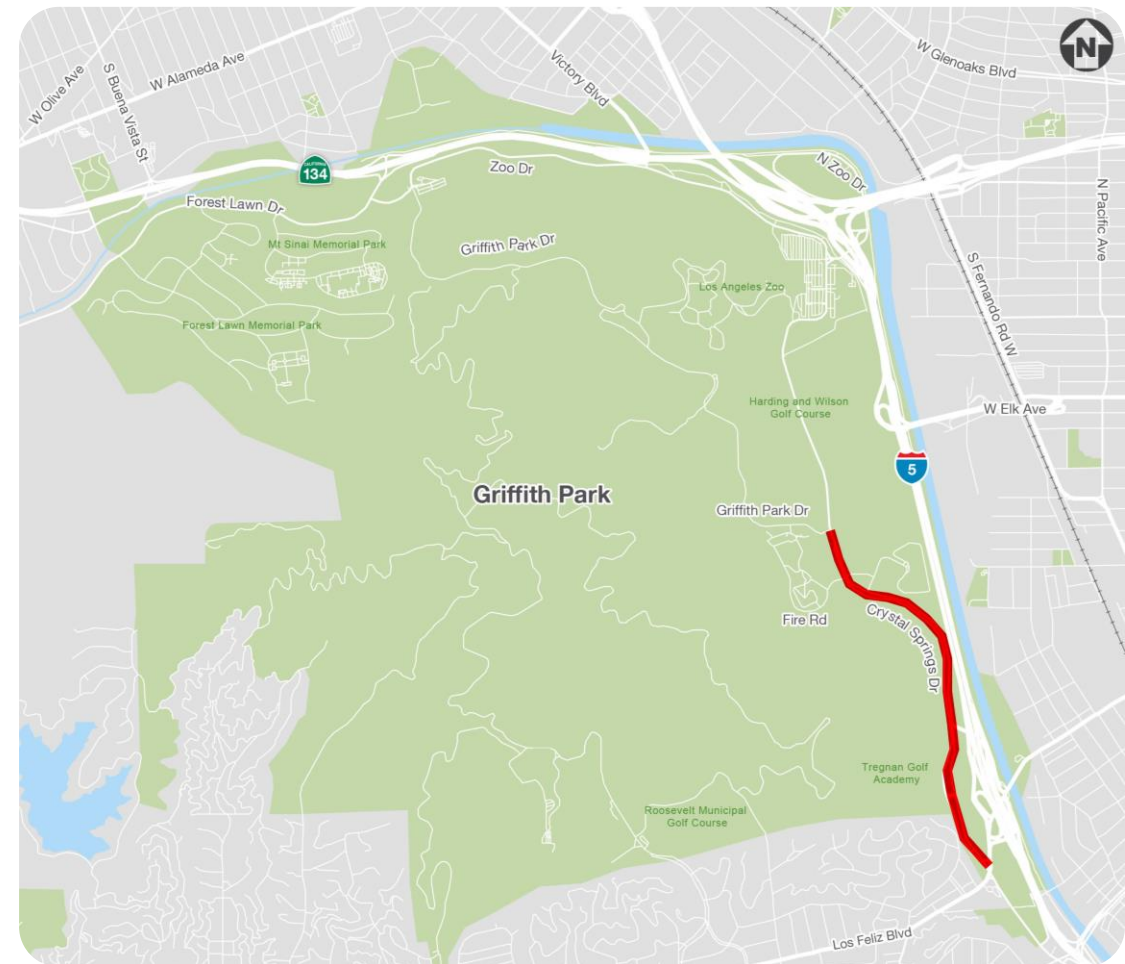 N
W Glenoaks Blvd
W Olive Ave
S Buena Vista St
W Alameda Ave
Victory Blvd
CALIFORNIA
134
Zoo Dr
N Zoo Dr
N Pacific Ave
Forest Lawn Dr
Mt Sinai Memorial Park
Griffith Park Dr
Los Angeles Zoo
S Fernando Rd W
Forest Lawn Memorial Park
Harding and Wilson
Golf Course
W Elk Ave
5
Griffith Park
Griffith Park Dr
Fire Rd
Crystal Springs Dr
Tregnan Golf
Academy
Roosevelt Municipal
Golf Course
Los Feliz Blvd